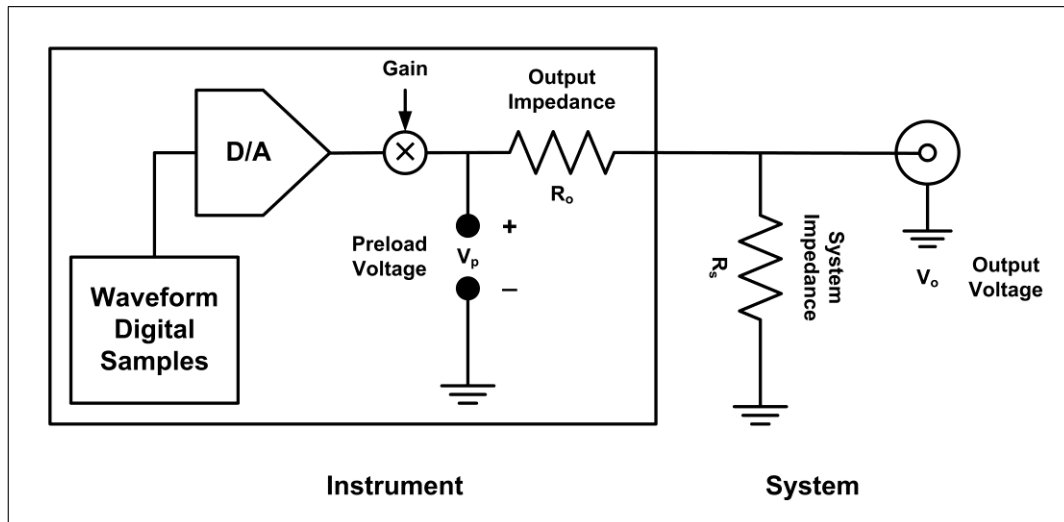 Gain
Output
Impedance
D/A
Rₒ
+
Preload
Voltage
Vₚ
–
Waveform
Digital
Samples
System
Impedance
Rₛ
Vₒ
Output
Voltage
Instrument
System